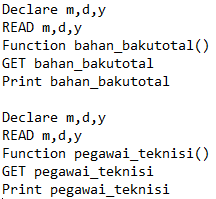 Declare m,d,y
READ m,d,y
Function bahan_bakutotal()
GET bahan_bakutotal
Print bahan_bakutotal
Declare m,d,y
READ m,d,y
Function pegawai_teknisi()
GET pegawai_teknisi
Print pegawai_teknisi